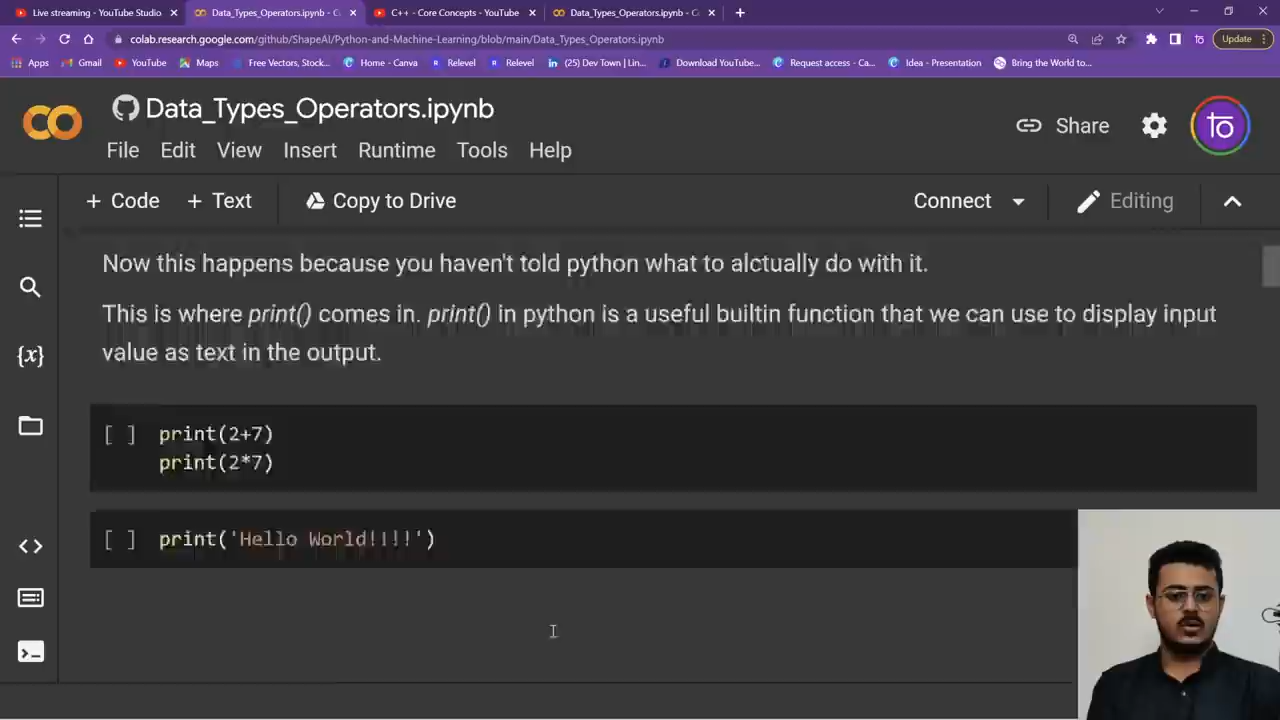 Live streaming - YouTube Studio
Data_Types_Operators.ipynb - C
C++ - Core Concepts - YouTube
Data_Types_Operators.ipynb - C
colab.research.google.com/github/ShapeAI/Python-and-Machine-Learning/blob/main/Data_Types_Operators.ipynb
Update
Apps
Gmail
YouTube
Maps
Free Vectors, Stock...
Home - Canva
Relevel
Relevel
(25) Dev Town | Lin...
Download YouTube...
Request access - Ca...
Idea - Presentation
Bring the World to...
Data_Types_Operators.ipynb
Share
File Edit View Insert Runtime Tools Help
+ Code + Text Copy to Drive Connect Editing
Now this happens because you haven't told python what to alctually do with it.
This is where print() comes in. print() in python is a useful builtin function that we can use to display input
value as text in the output.
[ ] print(2+7)
print(2*7)
[ ] print('Hello World!!!!')